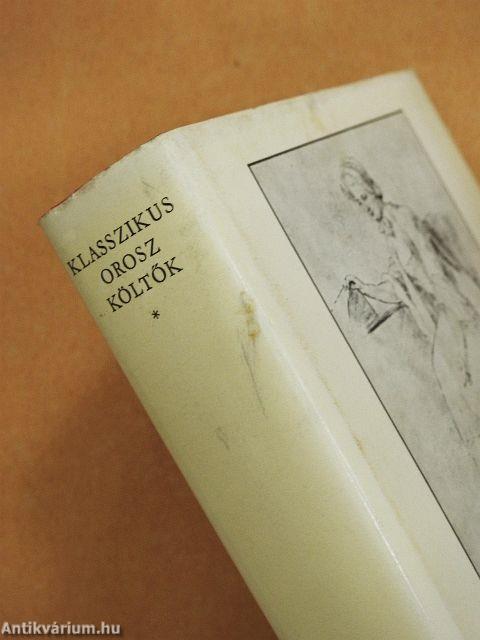 KLASSZIKUS
OROSZ
KÖLTŐK
*
Antikvárium.hu